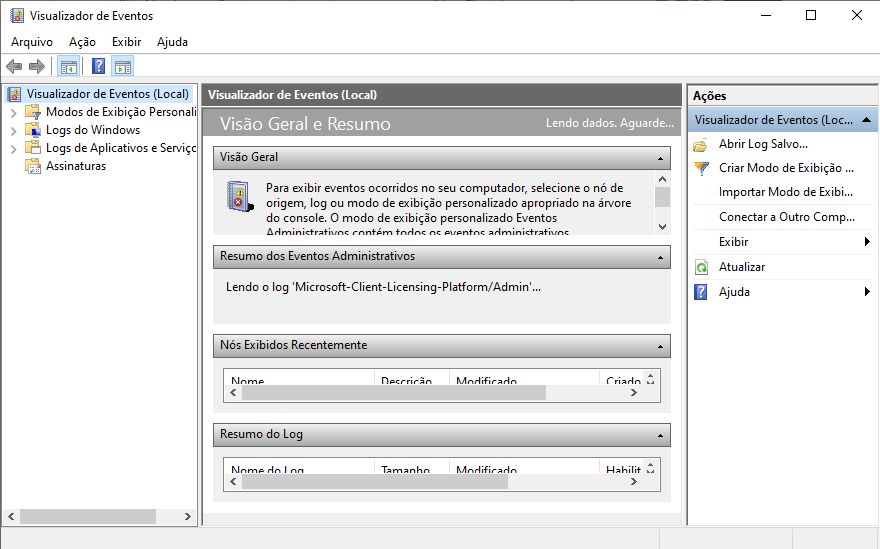 Visualizador de Eventos
Arquivo Ação Exibir Ajuda
Visualizador de Eventos (Local)
Modos de Exibição Personali
Logs do Windows
Logs de Aplicativos e Serviço
Assinaturas
Visualizador de Eventos (Local)
Visão Geral e Resumo
Lendo dados. Aguarde...
Visão Geral
Para exibir eventos ocorridos no seu computador, selecione o nó de
origem, log ou modo de exibição personalizado apropriado na árvore
do console. O modo de exibição personalizado Eventos
Administrativos contém todos os eventos administrativos
Resumo dos Eventos Administrativos
Lendo o log 'Microsoft-Client-Licensing-Platform/Admin'...
Nós Exibidos Recentemente
Nome Descrição Modificado Criado
Resumo do Log
Nome do Log Tamanho Modificado Habilit
Ações
Visualizador de Eventos (Loc...
Abrir Log Salvo...
Criar Modo de Exibição ...
Importar Modo de Exibi...
Conectar a Outro Comp...
Exibir
Atualizar
Ajuda